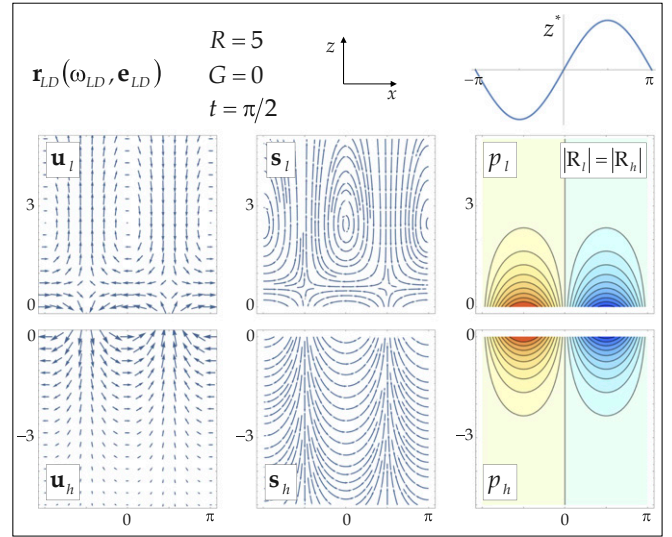 R = 5
z
z*
r_LD(ω_LD, e_LD)
G = 0
x
−π
π
t = π/2
u_l
s_l
p_l
|R_l| = |R_h|
3
3
3
0
0
0
0
0
0
−3
−3
−3
u_h
s_h
p_h
0
π
0
π
0
π